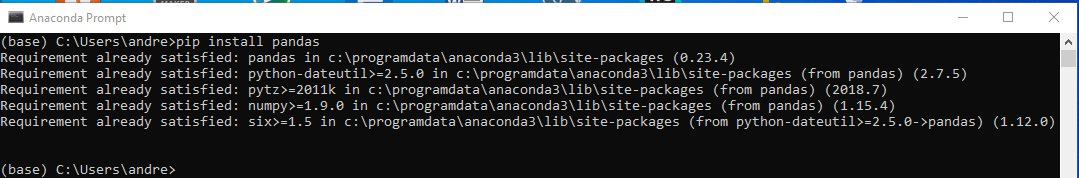 Anaconda Prompt
(base) C:\Users\andre>pip install pandas
Requirement already satisfied: pandas in c:\programdata\anaconda3\lib\site-packages (0.23.4)
Requirement already satisfied: python-dateutil>=2.5.0 in c:\programdata\anaconda3\lib\site-packages (from pandas) (2.7.5)
Requirement already satisfied: pytz>=2011k in c:\programdata\anaconda3\lib\site-packages (from pandas) (2018.7)
Requirement already satisfied: numpy>=1.9.0 in c:\programdata\anaconda3\lib\site-packages (from pandas) (1.15.4)
Requirement already satisfied: six>=1.5 in c:\programdata\anaconda3\lib\site-packages (from python-dateutil>=2.5.0->pandas) (1.12.0)
(base) C:\Users\andre>